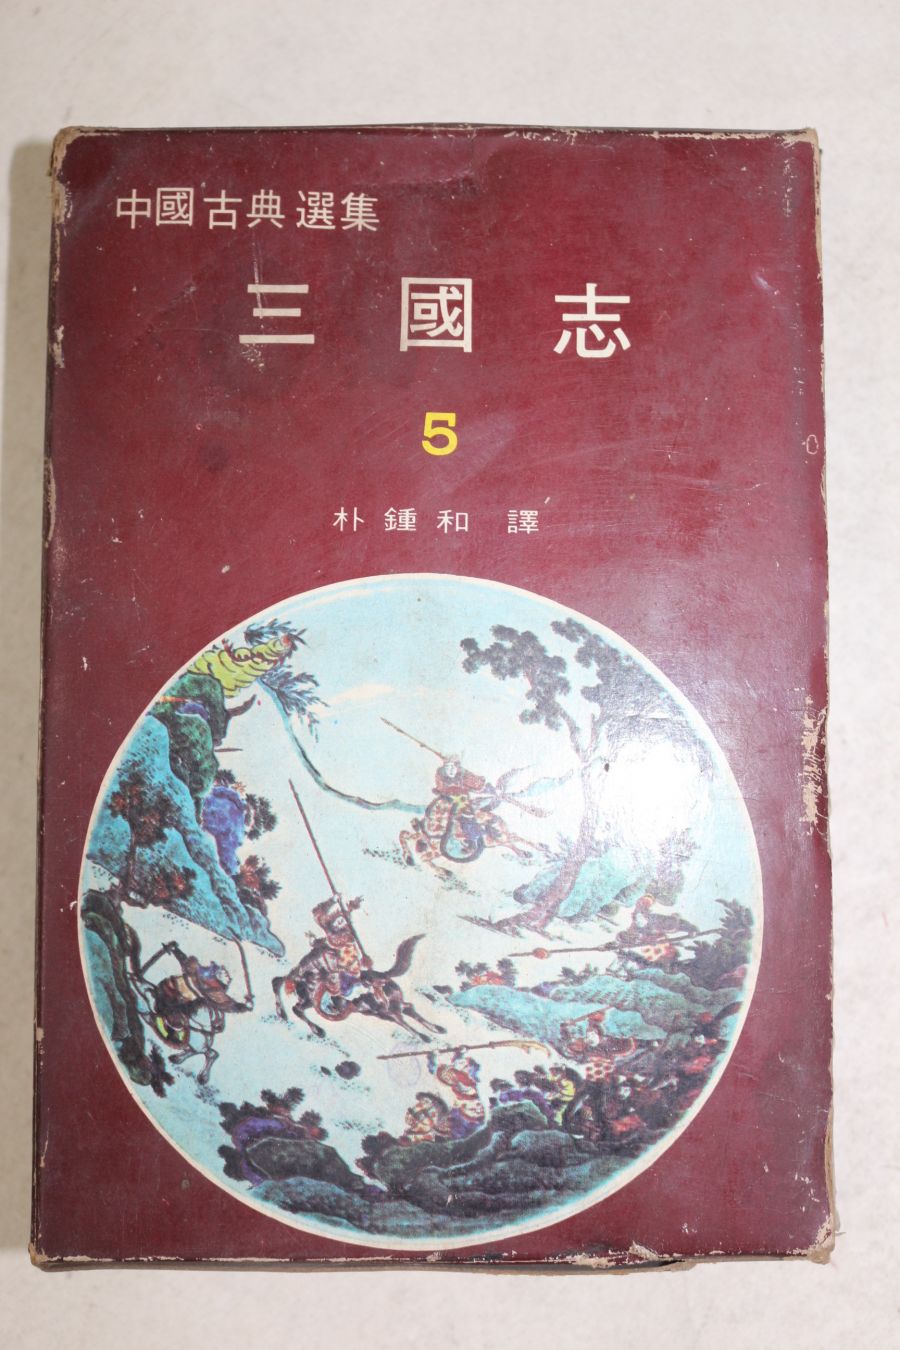 中國 古典 選集
三國志
5
朴鍾和 譯